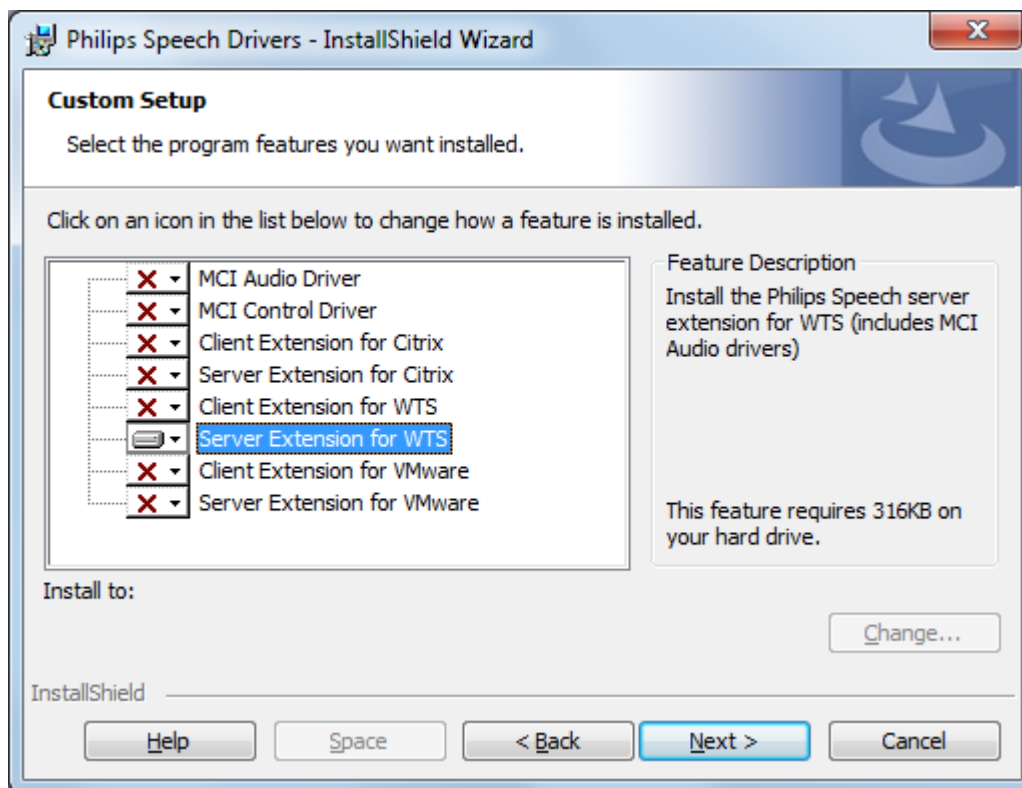 Philips Speech Drivers - InstallShield Wizard
Custom Setup
Select the program features you want installed.
Click on an icon in the list below to change how a feature is installed.
MCI Audio Driver
MCI Control Driver
Client Extension for Citrix
Server Extension for Citrix
Client Extension for WTS
Server Extension for WTS
Client Extension for VMware
Server Extension for VMware
Feature Description
Install the Philips Speech server
extension for WTS (includes MCI
Audio drivers)
This feature requires 316KB on
your hard drive.
Install to:
Change...
InstallShield
Help
Space
< Back
Next >
Cancel